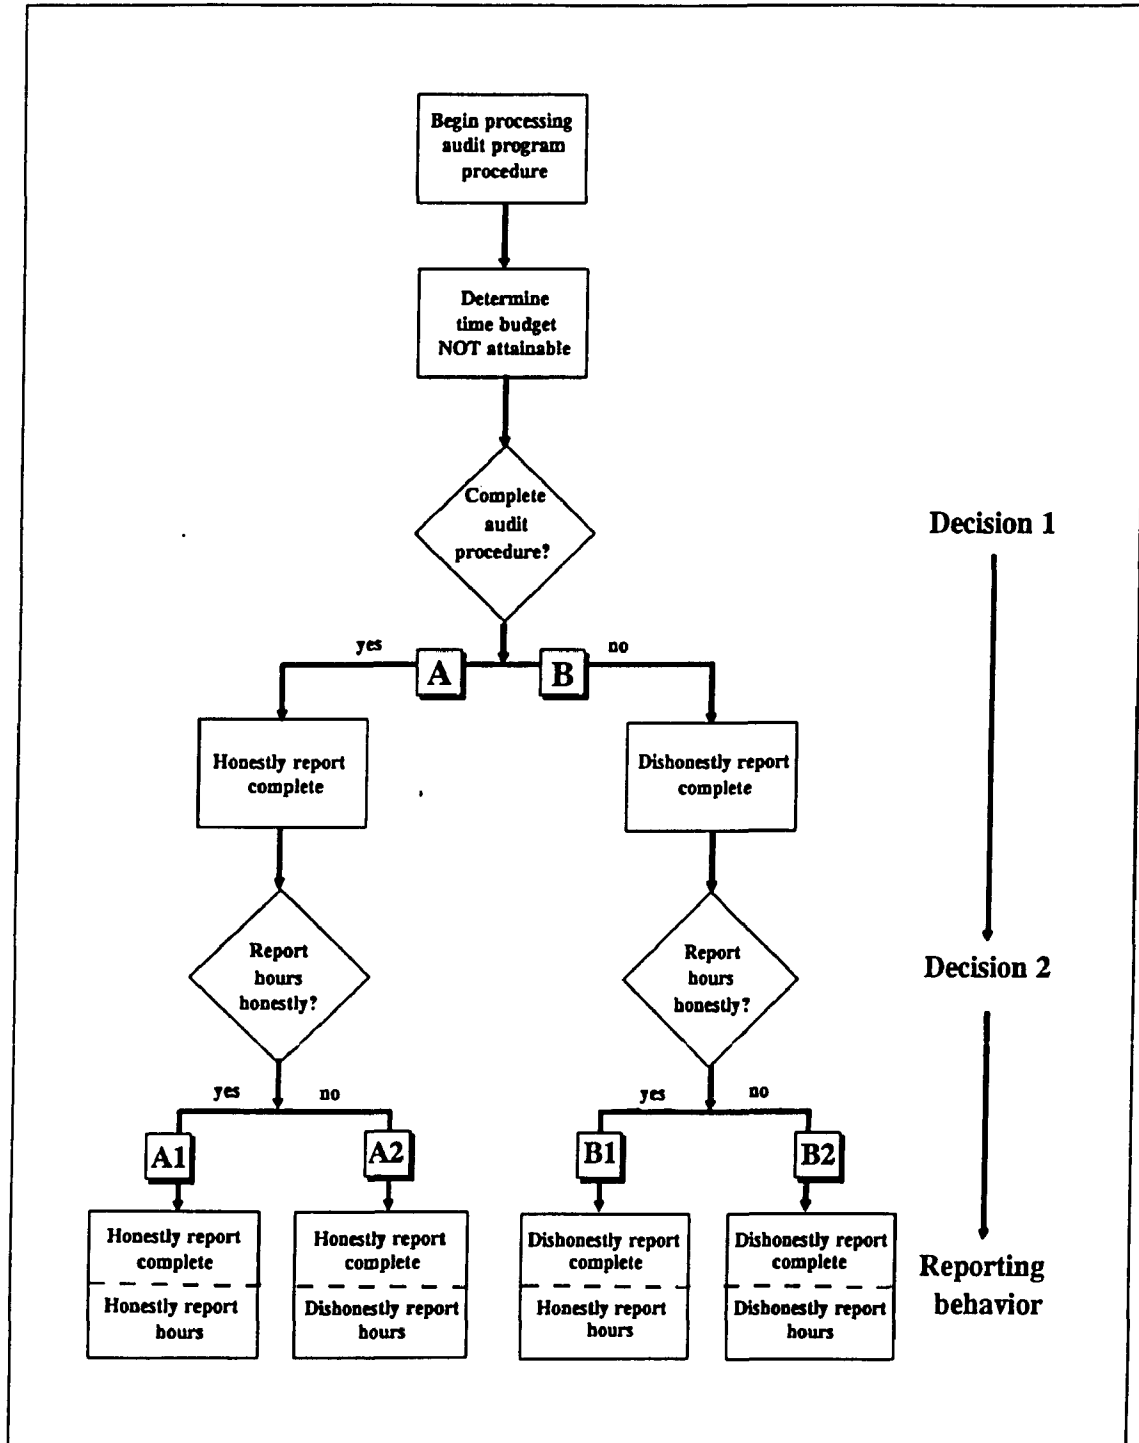 Begin processing
audit program
procedure
Determine
time budget
NOT attainable
Complete
audit
procedure?
Decision 1
yes
A
B
no
Honestly report
complete
Dishonestly report
complete
Report
hours
honestly?
Report
hours
honestly?
Decision 2
yes
no
yes
no
A1
A2
B1
B2
Honestly report
complete
Honestly report
hours
Honestly report
complete
Dishonestly report
hours
Dishonestly report
complete
Honestly report
hours
Dishonestly report
complete
Dishonestly report
hours
Reporting
behavior